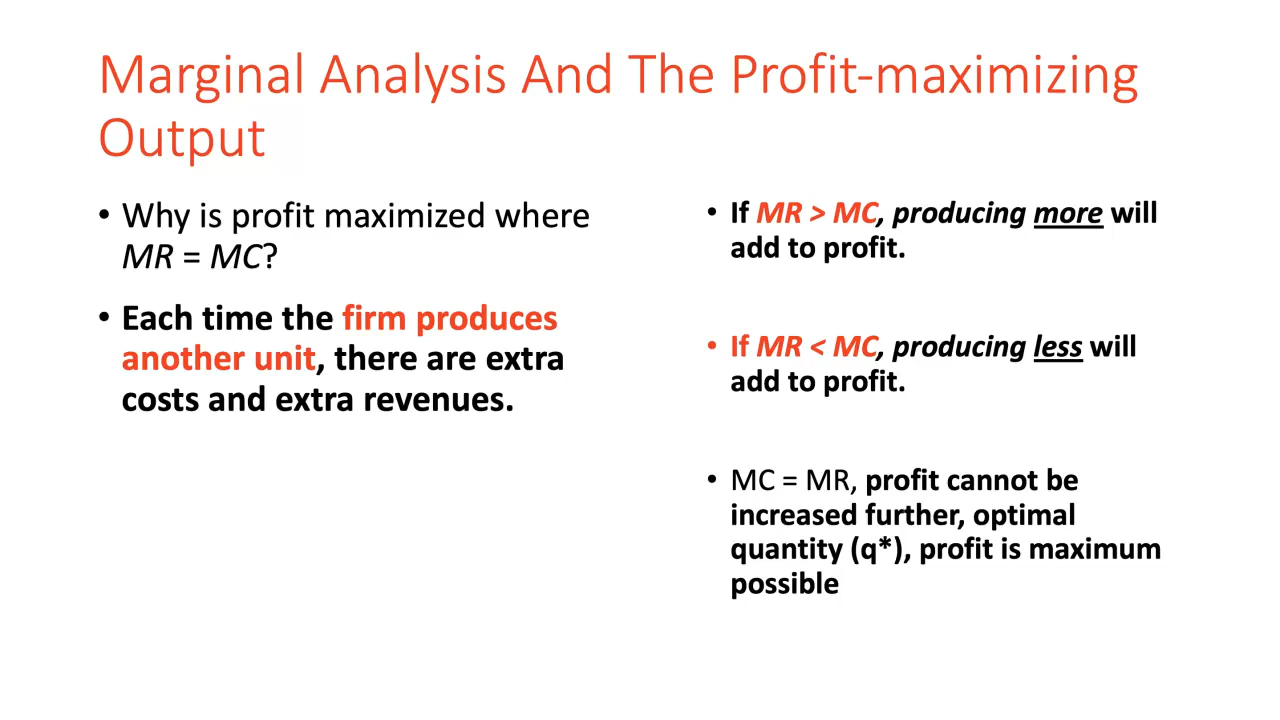 Marginal Analysis And The Profit-maximizing
Output
• Why is profit maximized where
MR = MC?
• Each time the firm produces
another unit, there are extra
costs and extra revenues.
• If MR > MC, producing more will
add to profit.
• If MR < MC, producing less will
add to profit.
• MC = MR, profit cannot be
increased further, optimal
quantity (q*), profit is maximum
possible